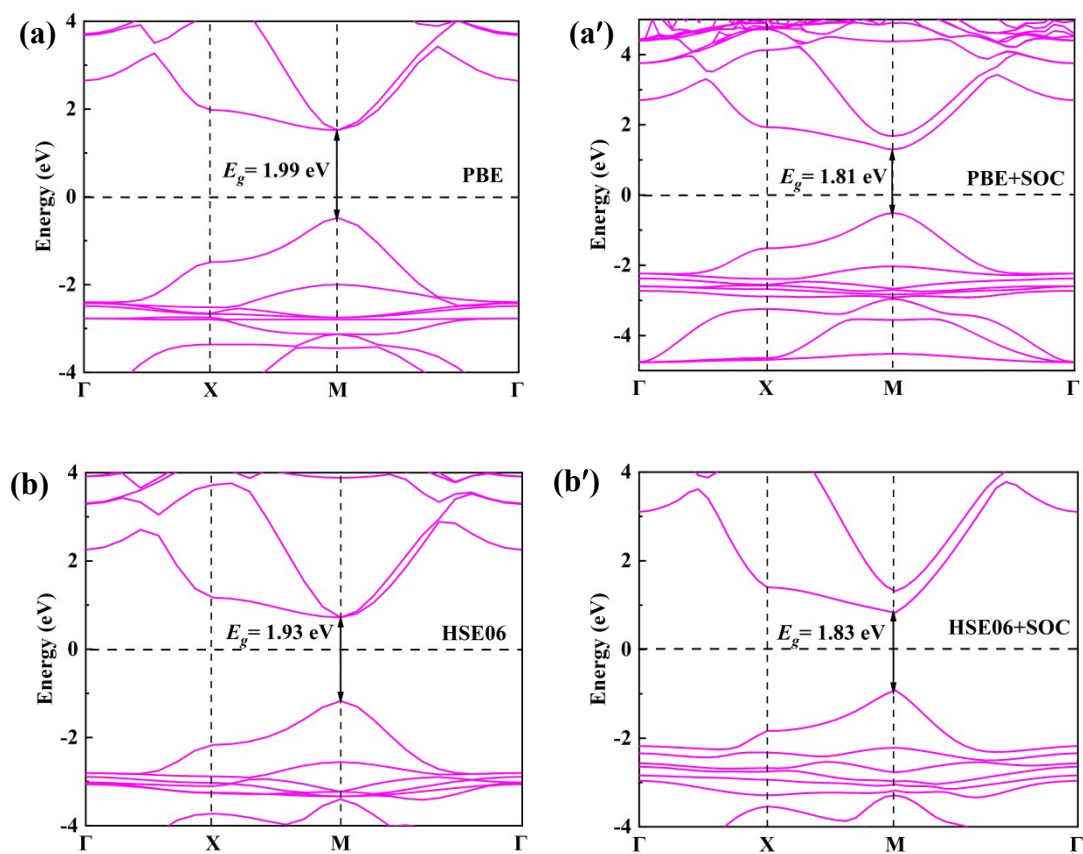 (a)
4
2
0
-2
-4
Energy (eV)
E_g= 1.99 eV
PBE
Γ X M Γ
(a′)
4
2
0
-2
-4
Energy (eV)
E_g= 1.81 eV
PBE+SOC
Γ X M Γ
(b)
4
2
0
-2
-4
Energy (eV)
E_g= 1.93 eV
HSE06
Γ X M Γ
(b′)
4
2
0
-2
-4
Energy (eV)
E_g= 1.83 eV
HSE06+SOC
Γ X M Γ